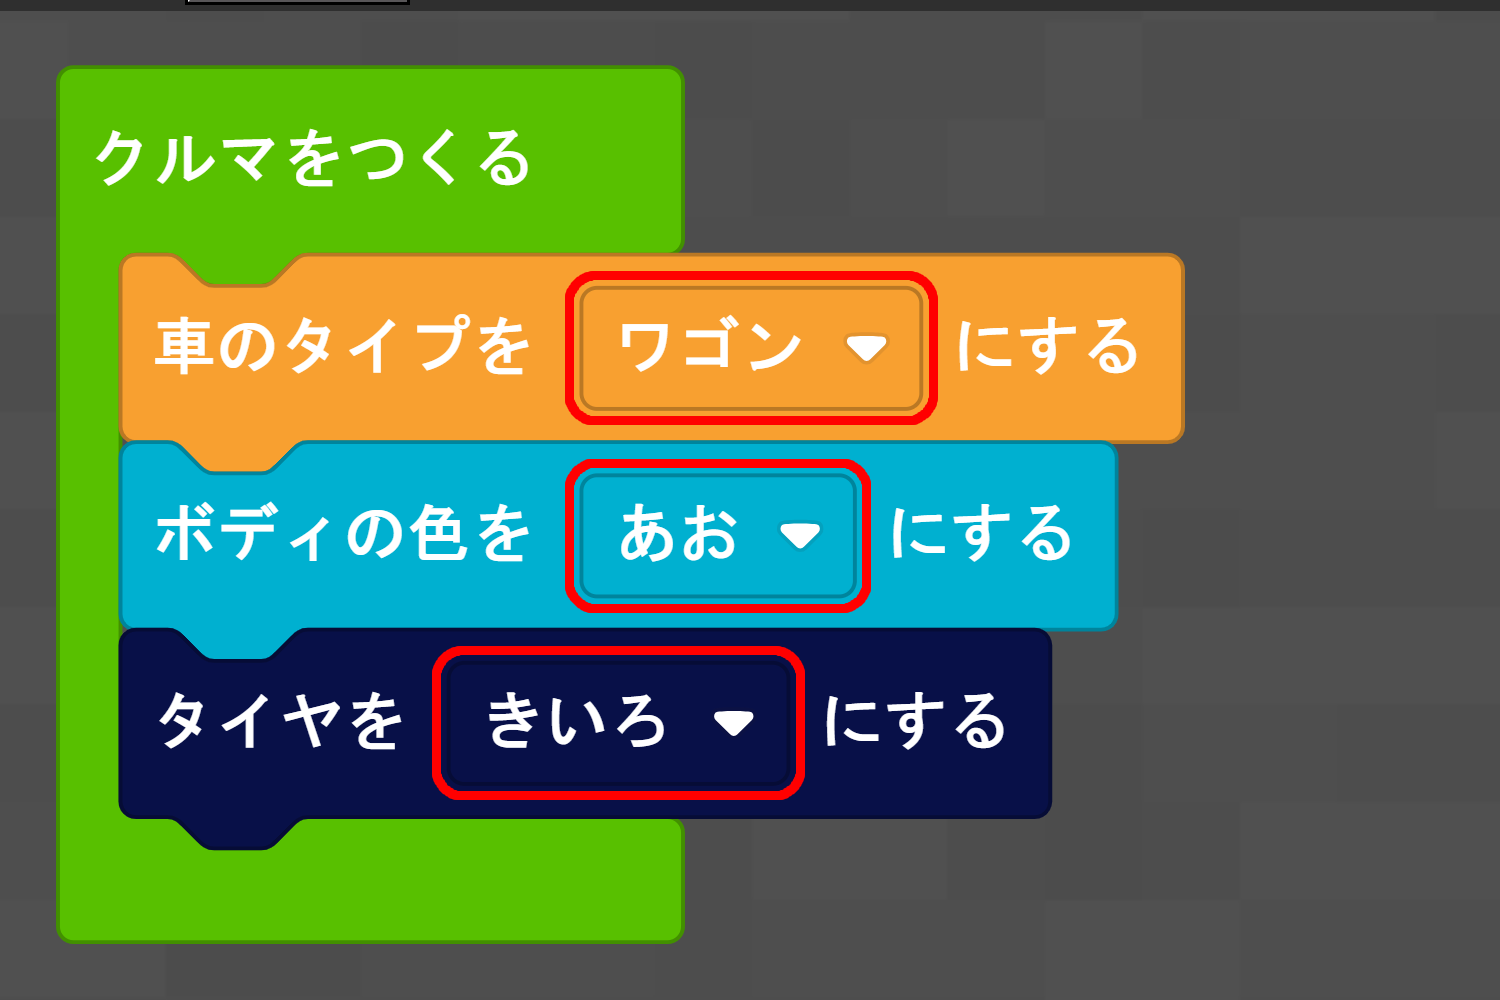 クルマをつくる
車のタイプを ワゴン にする
ボディの色を あお にする
タイヤを きいろ にする